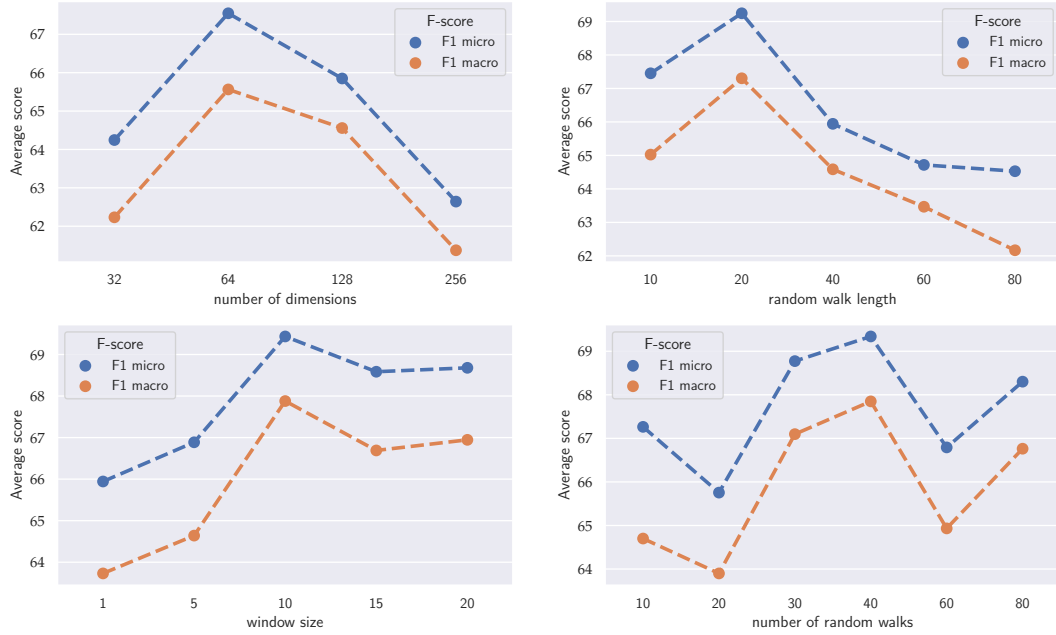 F-score
F1 micro
F1 macro
Average score
67
66
65
64
63
62
32 64 128 256
number of dimensions
F-score
F1 micro
F1 macro
Average score
69
68
67
66
65
64
63
62
10 20 40 60 80
random walk length
F-score
F1 micro
F1 macro
Average score
69
68
67
66
65
64
1 5 10 15 20
window size
F-score
F1 micro
F1 macro
Average score
69
68
67
66
65
64
10 20 30 40 60 80
number of random walks